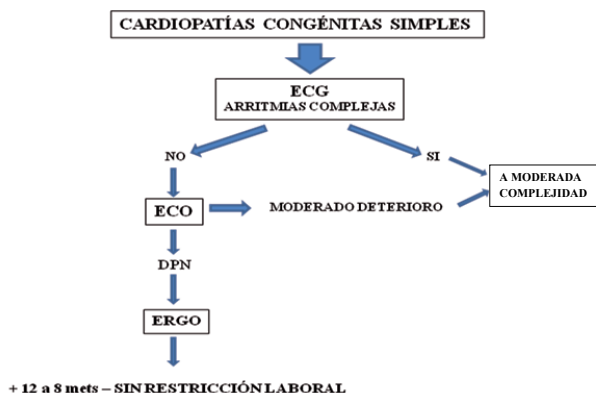 CARDIOPATÍAS CONGÉNITAS SIMPLES
ECG
ARRITMIAS COMPLEJAS
NO
SI
A MODERADA
COMPLEJIDAD
ECO
MODERADO DETERIORO
DPN
ERGO
+ 12 a 8 mets – SIN RESTRICCIÓN LABORAL